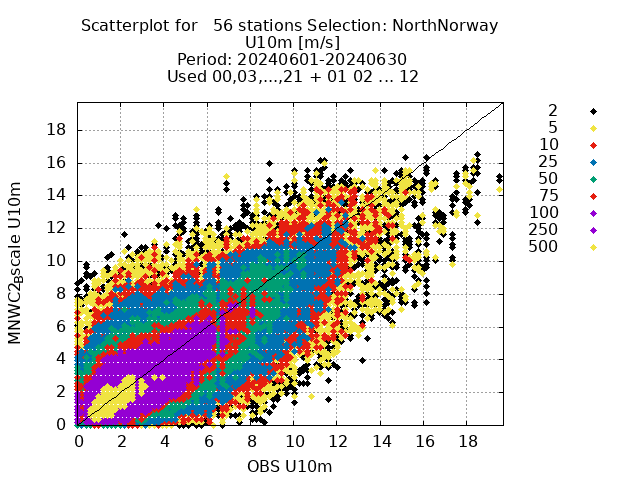 Scatterplot for   56 stations Selection: NorthNorway
U10m [m/s]
Period: 20240601-20240630
Used 00,03,...,21 + 01 02 ... 12
MNWC2_Bscale U10m
18
16
14
12
10
8
6
4
2
0
0 2 4 6 8 10 12 14 16 18
OBS U10m
2
5
10
25
50
75
100
250
500